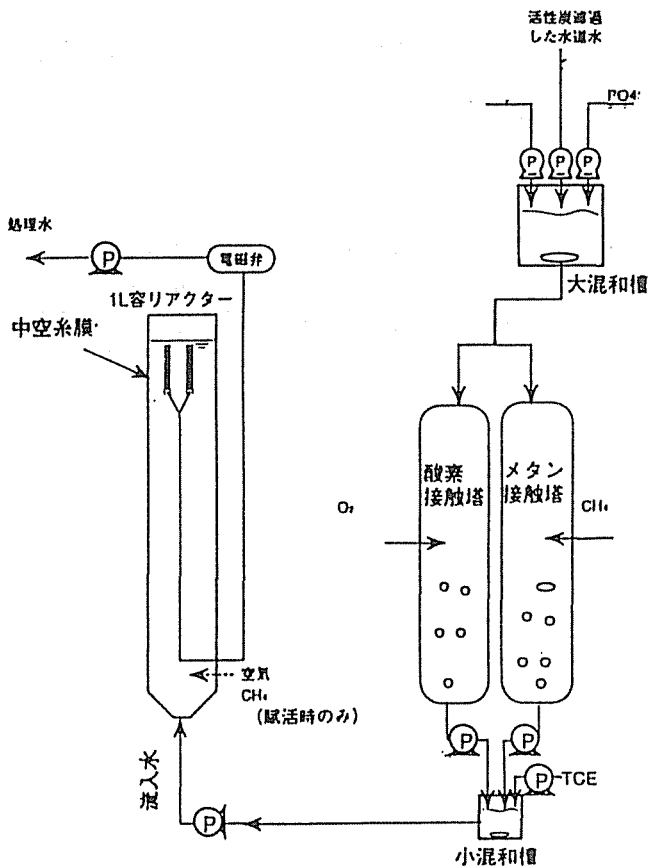 活性炭濾過
した水道水
PO4
P
P
P
大混和槽
処理水
P
電磁弁
1L容リアクター
中空糸膜
酸素
接触塔
メタン
接触塔
O₂
CH₄
空気
CH₄
(賦活時のみ)
流入水
P
P
P
P
TCE
小混和槽